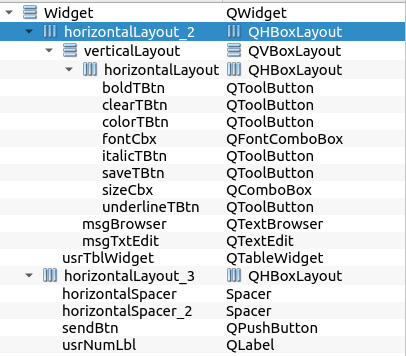 Widget QWidget
horizontalLayout_2 QHBoxLayout
verticalLayout QVBoxLayout
horizontalLayout QHBoxLayout
boldTBtn QToolButton
clearTBtn QToolButton
colorTBtn QToolButton
fontCbx QFontComboBox
italicTBtn QToolButton
saveTBtn QToolButton
sizeCbx QComboBox
underlineTBtn QToolButton
msgBrowser QTextBrowser
msgTxtEdit QTextEdit
usrTblWidget QTableWidget
horizontalLayout_3 QHBoxLayout
horizontalSpacer Spacer
horizontalSpacer_2 Spacer
sendBtn QPushButton
usrNumLbl QLabel